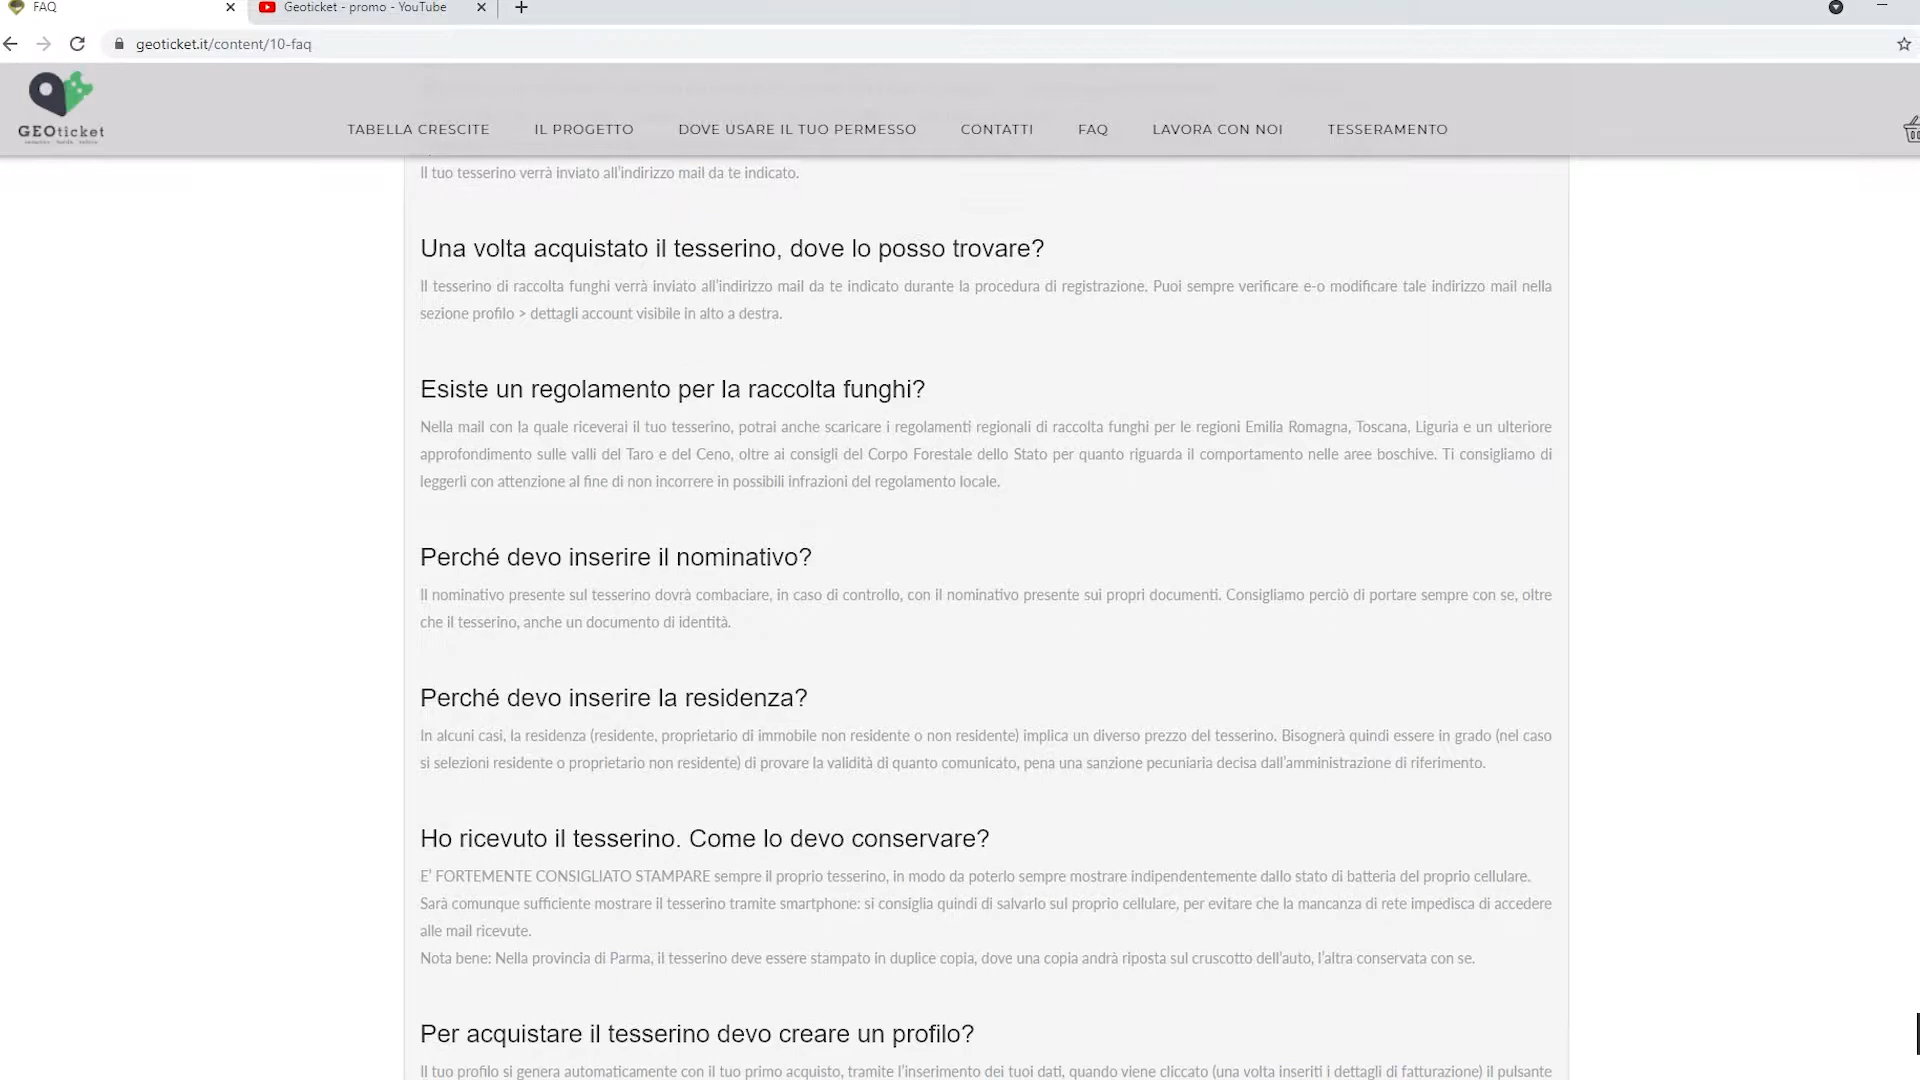 FAQ
Geoticket - promo - YouTube
geoticket.it/content/10-faq
GEOticket
TABELLA CRESCITE
IL PROGETTO
DOVE USARE IL TUO PERMESSO
CONTATTI
FAQ
LAVORA CON NOI
TESSERAMENTO
Il tuo tesserino verrà inviato all'indirizzo mail da te indicato.
Una volta acquistato il tesserino, dove lo posso trovare?
Il tesserino di raccolta funghi verrà inviato all'indirizzo mail da te indicato durante la procedura di registrazione. Puoi sempre verificare e-o modificare tale indirizzo mail nella
sezione profilo > dettagli account visibile in alto a destra.
Esiste un regolamento per la raccolta funghi?
Nella mail con la quale riceverai il tuo tesserino, potrai anche scaricare i regolamenti regionali di raccolta funghi per le regioni Emilia Romagna, Toscana, Liguria e un ulteriore
approfondimento sulle valli del Taro e del Ceno, oltre ai consigli del Corpo Forestale dello Stato per quanto riguarda il comportamento nelle aree boschive. Ti consigliamo di
leggerli con attenzione al fine di non incorrere in possibili infrazioni del regolamento locale.
Perché devo inserire il nominativo?
Il nominativo presente sul tesserino dovrà combaciare, in caso di controllo, con il nominativo presente sui propri documenti. Consigliamo perciò di portare sempre con se, oltre
che il tesserino, anche un documento di identità.
Perché devo inserire la residenza?
In alcuni casi, la residenza (residente, proprietario di immobile non residente o non residente) implica un diverso prezzo del tesserino. Bisognerà quindi essere in grado (nel caso
si selezioni residente o proprietario non residente) di provare la validità di quanto comunicato, pena una sanzione pecuniaria decisa dall'amministrazione di riferimento.
Ho ricevuto il tesserino. Come lo devo conservare?
E' FORTEMENTE CONSIGLIATO STAMPARE sempre il proprio tesserino, in modo da poterlo sempre mostrare indipendentemente dallo stato di batteria del proprio cellulare.
Sarà comunque sufficiente mostrare il tesserino tramite smartphone: si consiglia quindi di salvarlo sul proprio cellulare, per evitare che la mancanza di rete impedisca di accedere
alle mail ricevute.
Nota bene: Nella provincia di Parma, il tesserino deve essere stampato in duplice copia, dove una copia andrà riposta sul cruscotto dell'auto, l'altra conservata con se.
Per acquistare il tesserino devo creare un profilo?
Il tuo profilo si genera automaticamente con il tuo primo acquisto, tramite l'inserimento dei tuoi dati, quando viene cliccato (una volta inseriti i dettagli di fatturazione) il pulsante